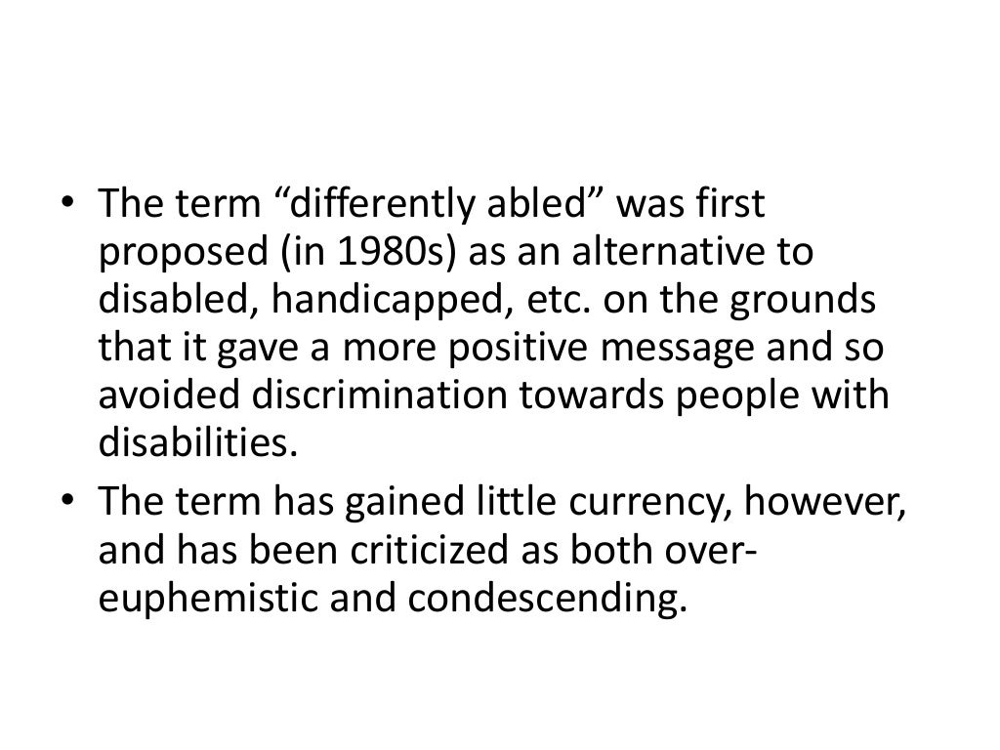 • The term “differently abled” was first
proposed (in 1980s) as an alternative to
disabled, handicapped, etc. on the grounds
that it gave a more positive message and so
avoided discrimination towards people with
disabilities.
• The term has gained little currency, however,
and has been criticized as both over-
euphemistic and condescending.